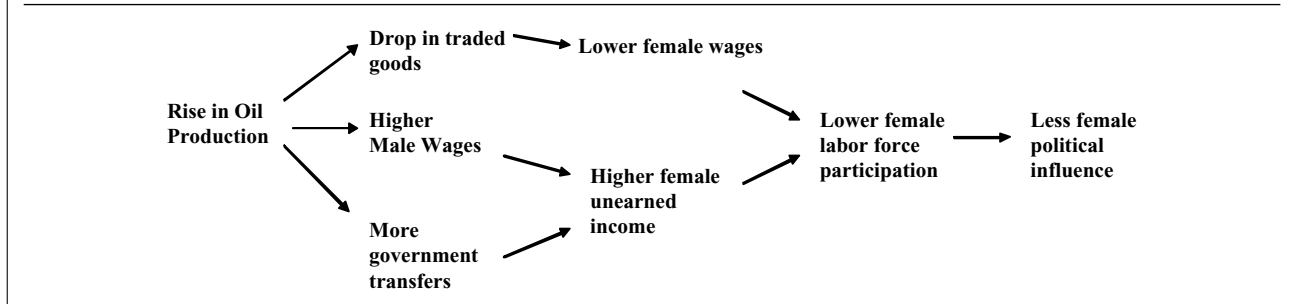 Drop in traded
goods
Lower female wages
Rise in Oil
Production
Higher
Male Wages
Lower female
labor force
participation
Less female
political
influence
Higher female
unearned
income
More
government
transfers